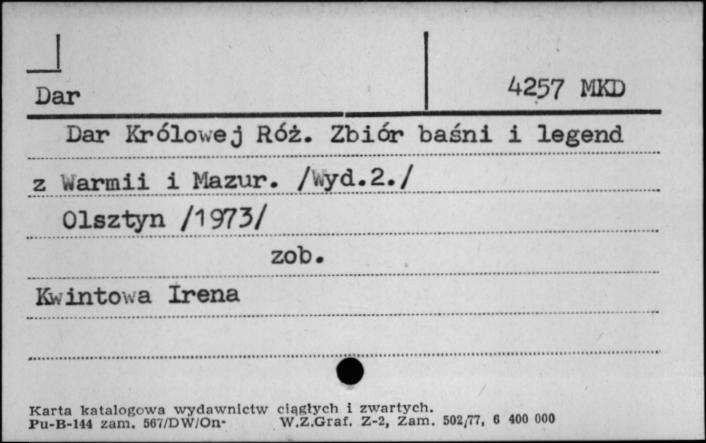 Dar
4257 MKD
Dar Królowej Róż. Zbiór baśni i legend
z Warmii i Mazur. /Wyd.2./
Olsztyn /1973/
zob.
Kwintowa Irena
Karta katalogowa wydawnictw ciągłych i zwartych.
Pu-B-144 zam. 567/DW/On- W.Z.Graf. Z-2, Zam. 502/77, 6 400 000